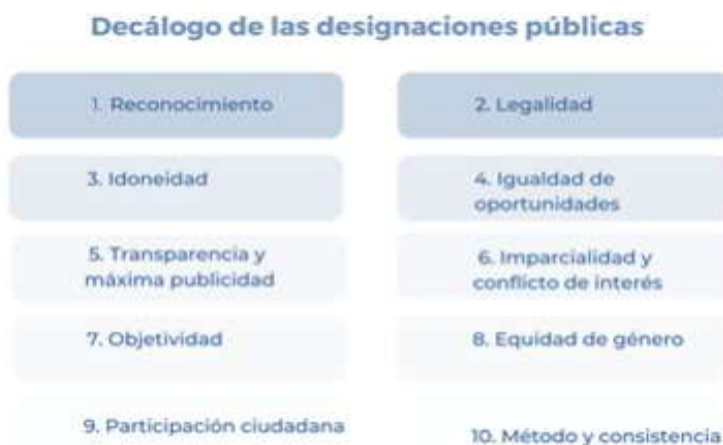 Decálogo de las designaciones públicas
1. Reconocimiento
2. Legalidad
3. Idoneidad
4. Igualdad de
oportunidades
5. Transparencia y
máxima publicidad
6. Imparcialidad y
conflicto de interés
7. Objetividad
8. Equidad de género
9. Participación ciudadana
10. Método y consistencia